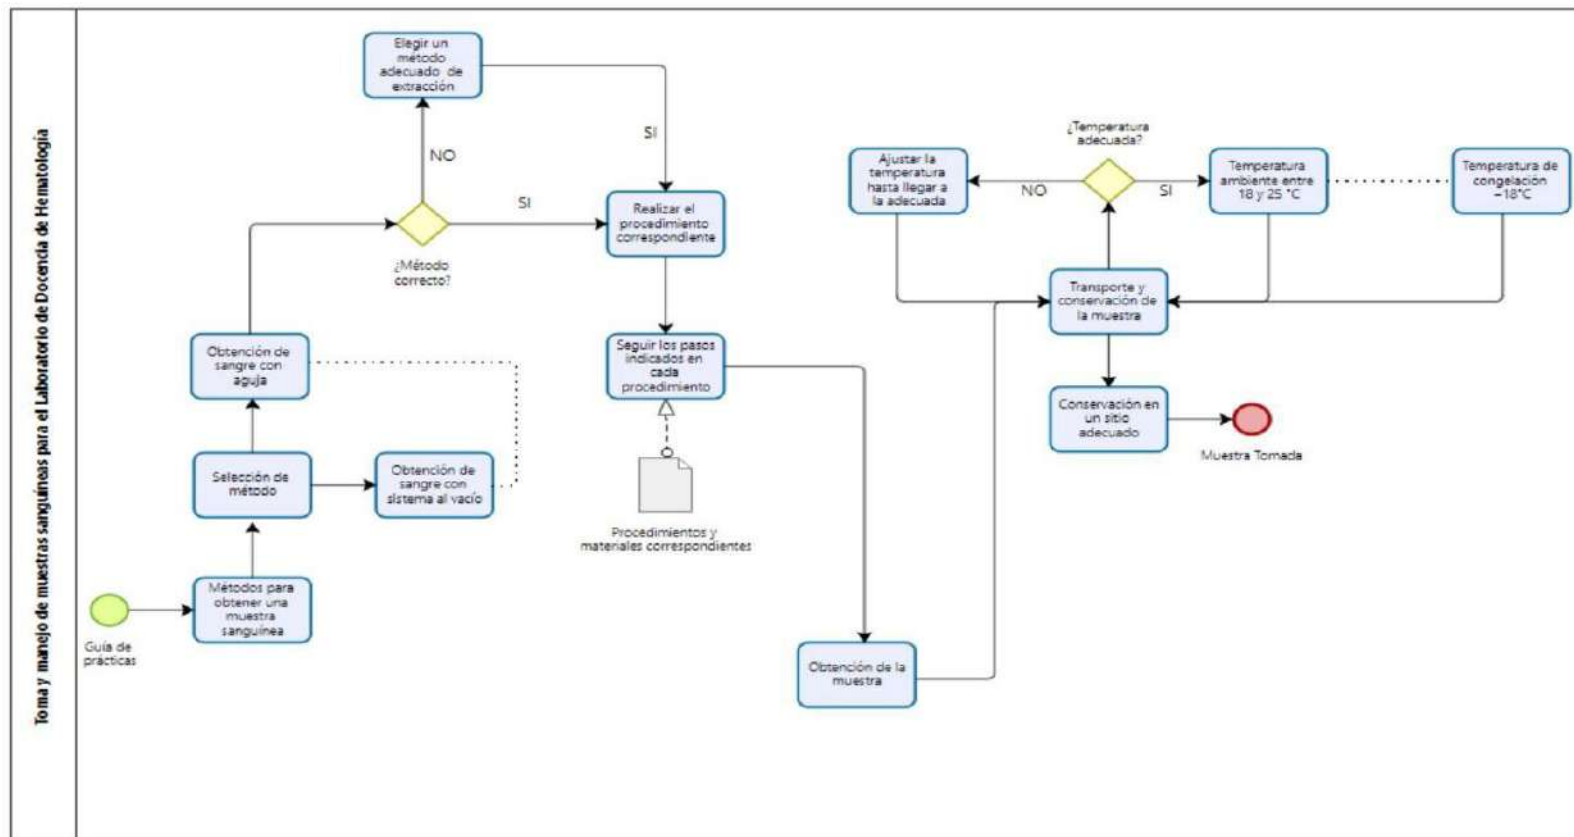 Toma y manejo de muestras sanguíneas para el Laboratorio de Docencia de Hematología
Guía de
prácticas
Métodos para
obtener una
muestra
sanguínea
Selección de
método
Obtención de
sangre con
sistema al vacío
Obtención de
sangre con
aguja
¿Método
correcto?
NO
SI
Elegir un
método
adecuado de
extracción
SI
Realizar el
procedimiento
correspondiente
Seguir los pasos
indicados en
cada
procedimiento
Procedimientos y
materiales correspondientes
Obtención de la
muestra
Transporte y
conservación de
la muestra
¿Temperatura
adecuada?
NO
SI
Ajustar la
temperatura
hasta llegar a
la adecuada
Temperatura
ambiente entre
18 y 25 °C
Temperatura de
congelación
–18°C
Conservación en
un sitio
adecuado
Muestra Tomada